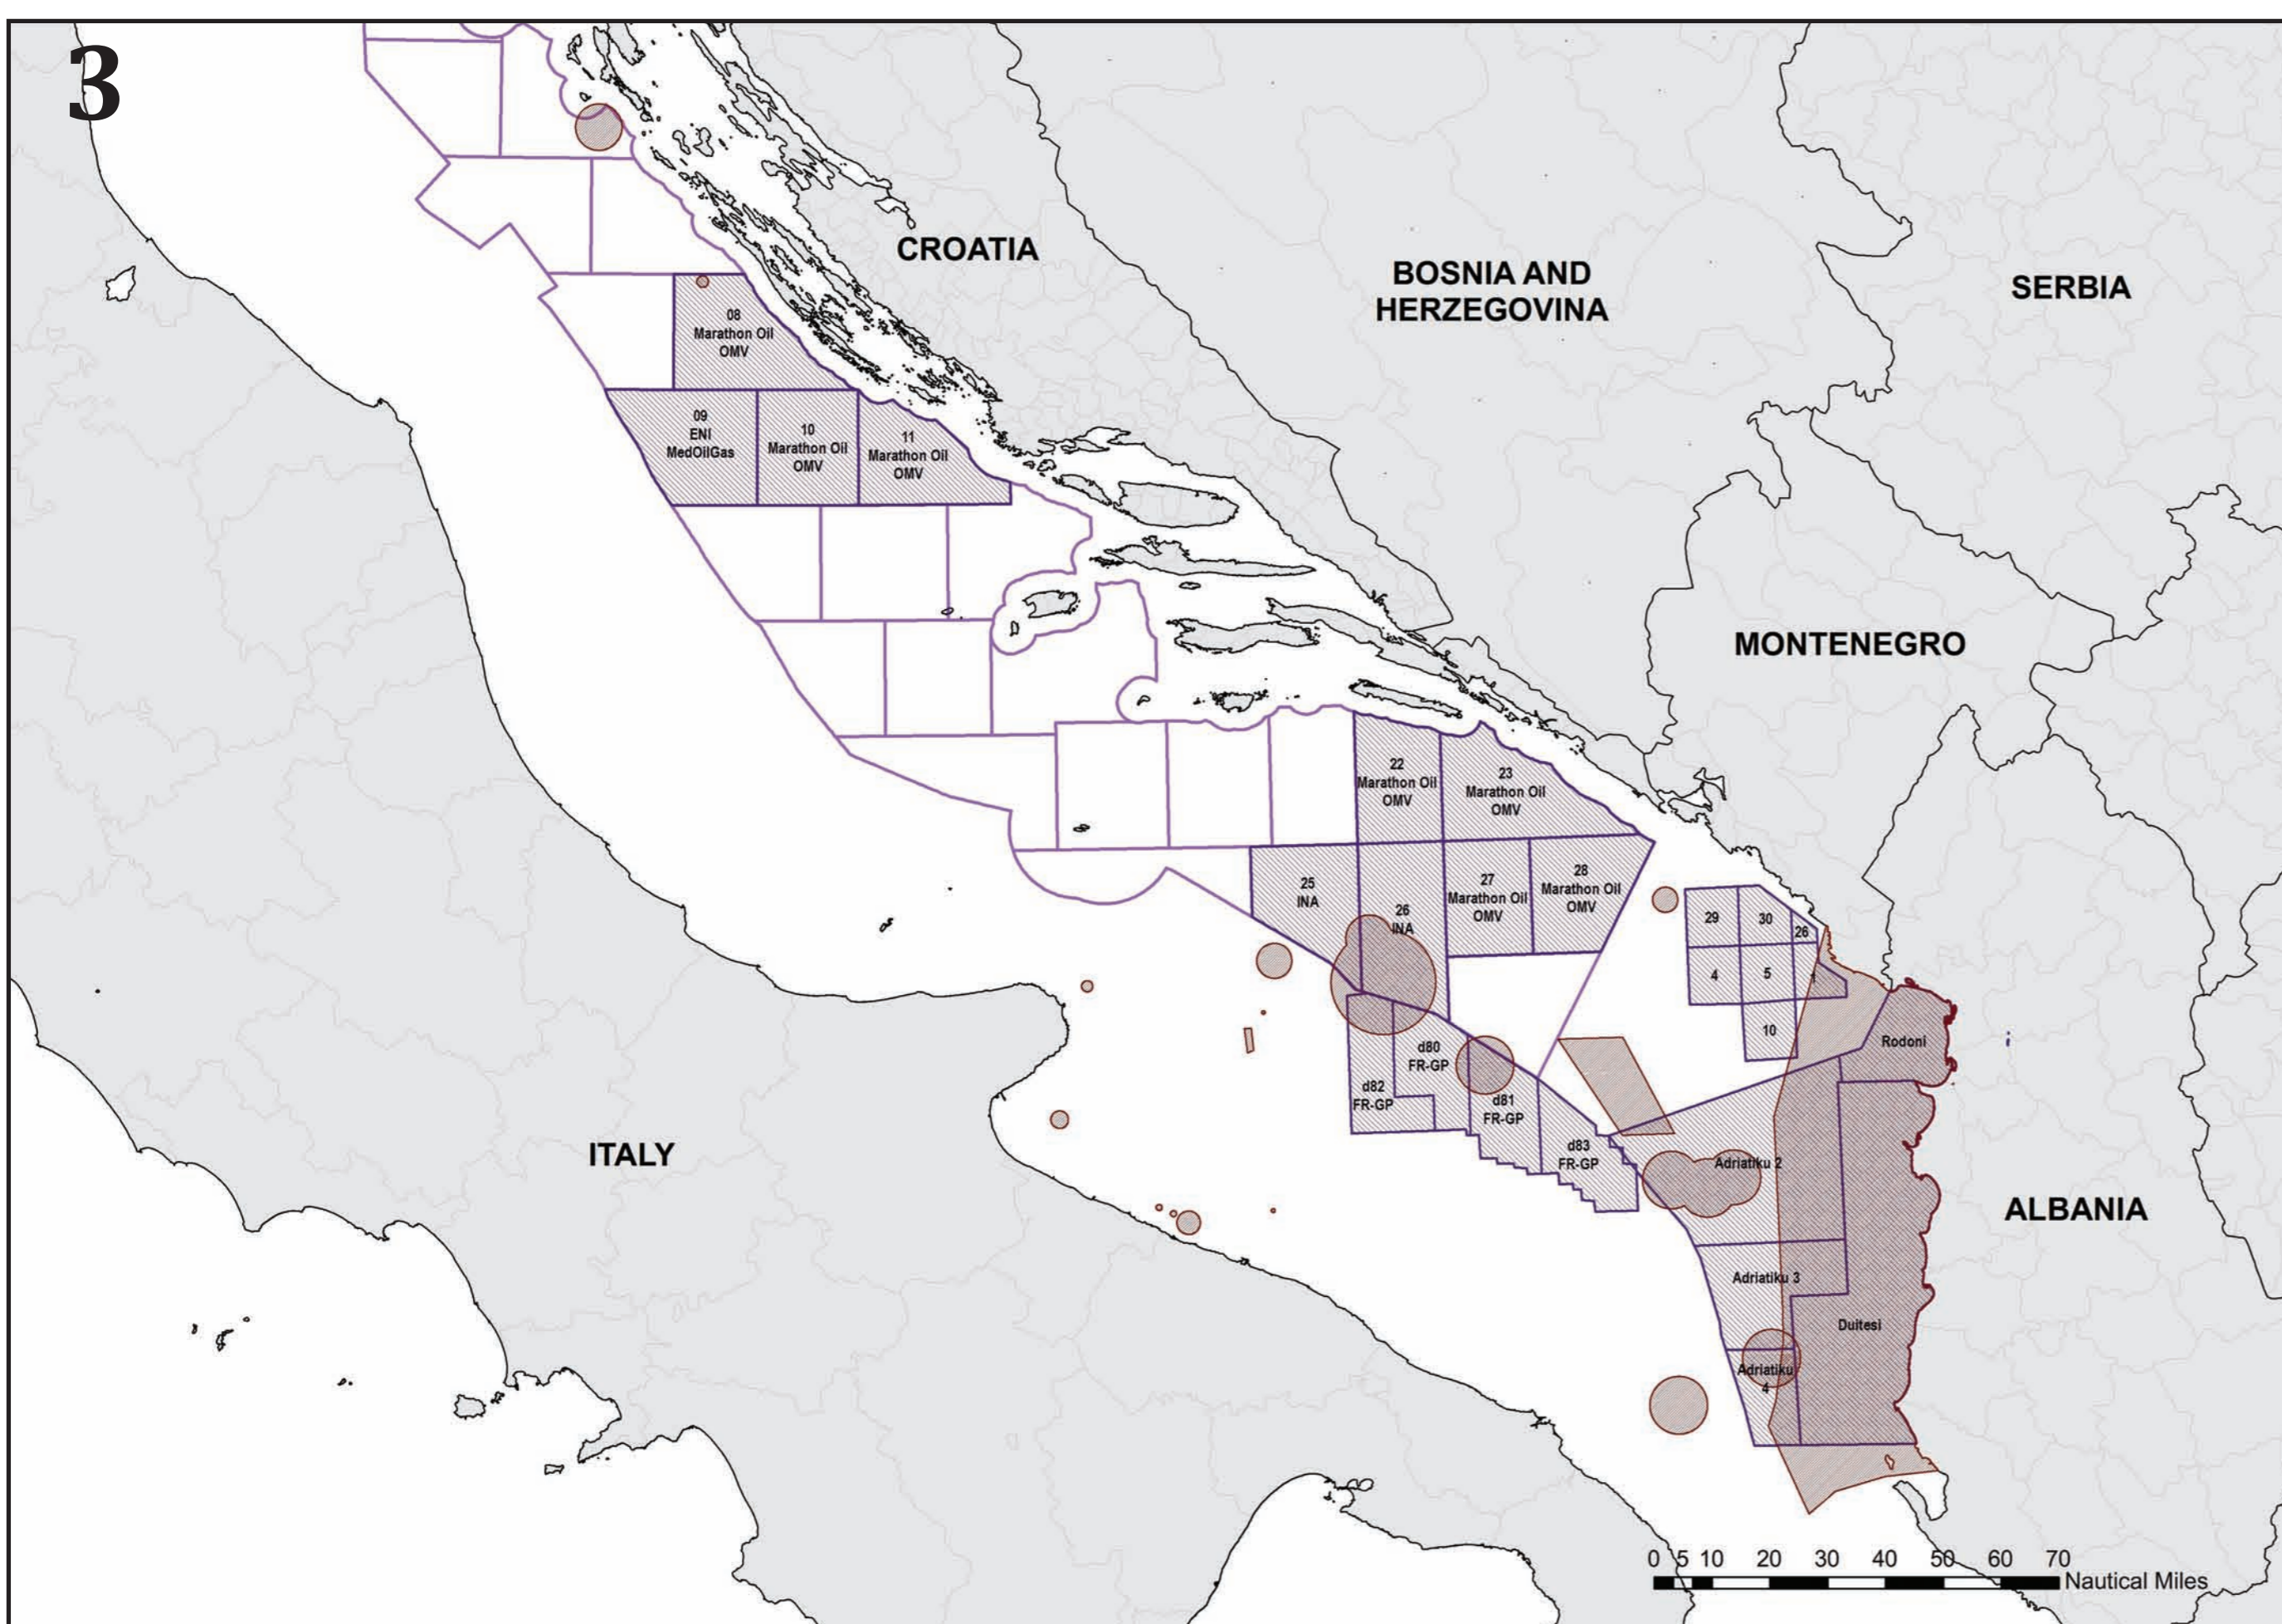 3
CROATIA
BOSNIA AND
HERZEGOVINA
SERBIA
08
Marathon Oil
OMV
09
ENI
MedOilGas
10
Marathon Oil
OMV
11
Marathon Oil
OMV
MONTENEGRO
22
Marathon Oil
OMV
23
Marathon Oil
OMV
25
INA
26
INA
27
Marathon Oil
OMV
28
Marathon Oil
OMV
29
30
26
4
5
1
10
Rodoni
d80
FR-GP
d82
FR-GP
d81
FR-GP
d83
FR-GP
ITALY
Adriatiku 2
ALBANIA
Adriatiku 3
Duitesi
Adriatiku
4
0 5 10 20 30 40 50 60 70
Nautical Miles